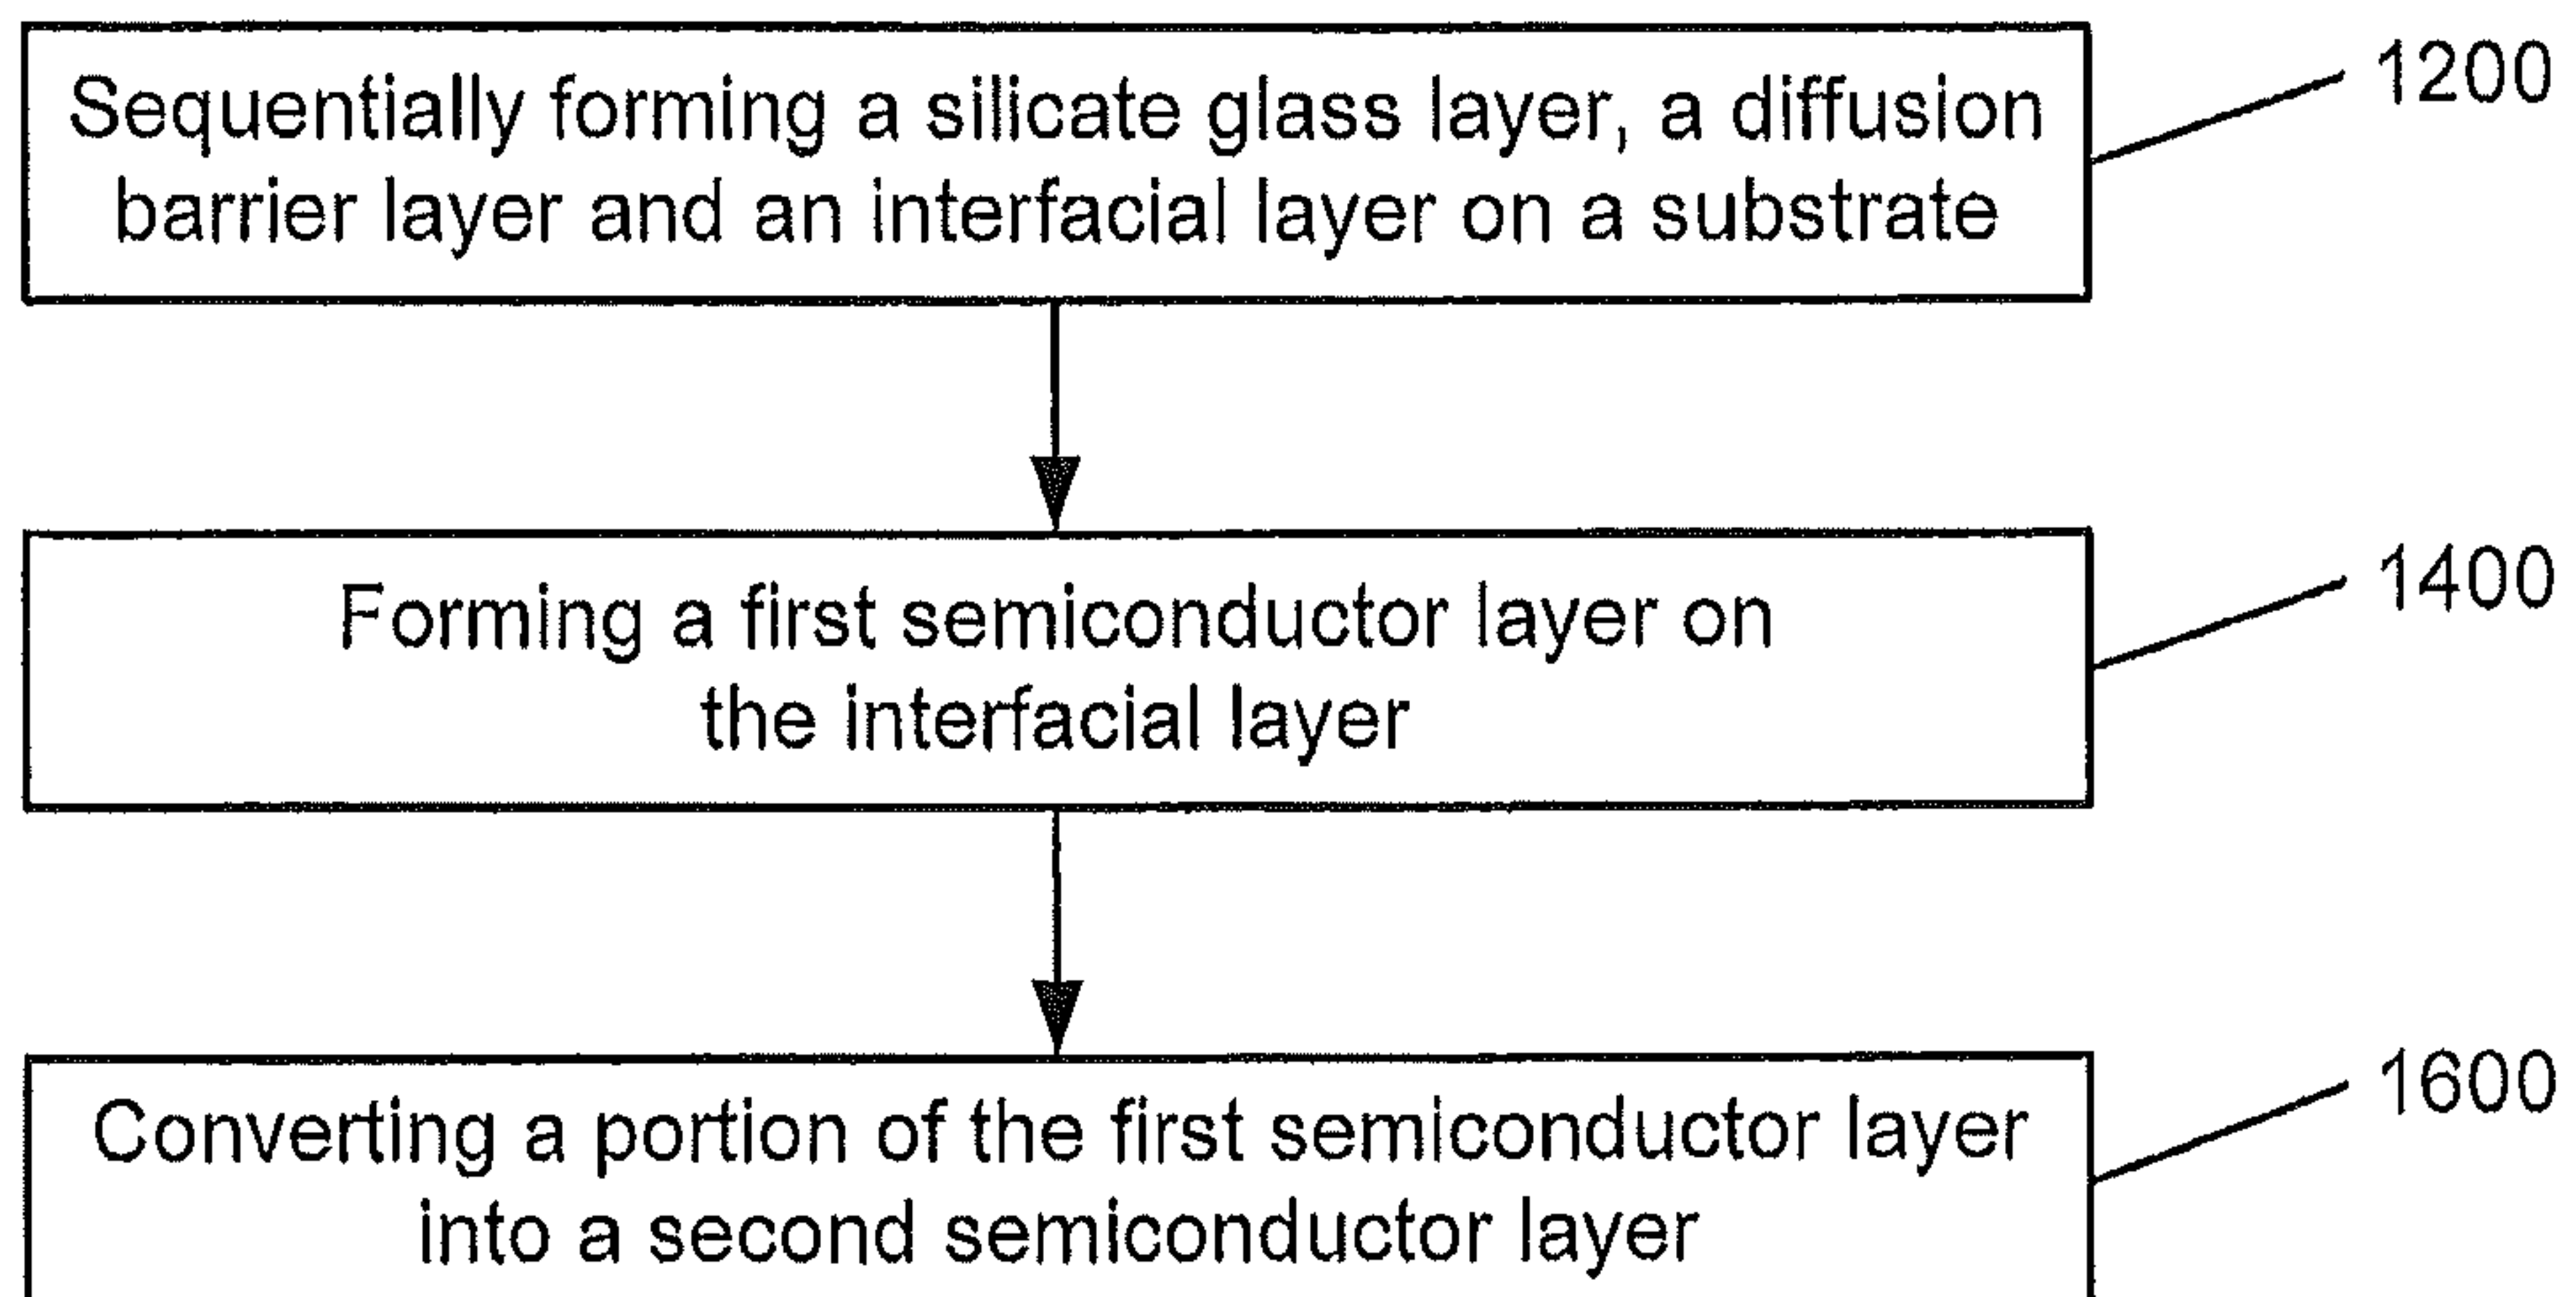 Sequentially forming a silicate glass layer, a diffusion
barrier layer and an interfacial layer on a substrate
1200
Forming a first semiconductor layer on
the interfacial layer
1400
Converting a portion of the first semiconductor layer
into a second semiconductor layer
1600